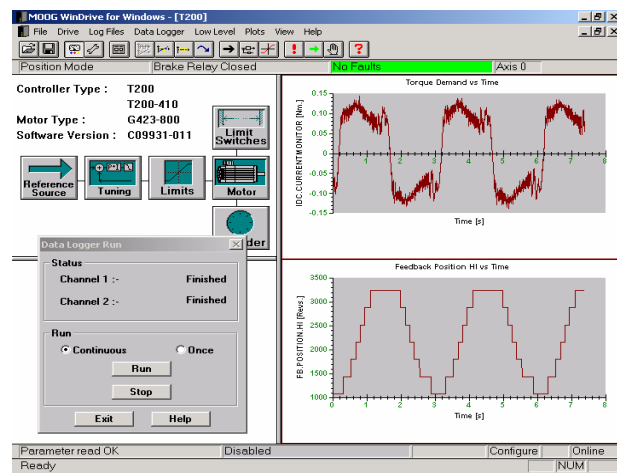 MOOG WinDrive for Windows - [T200]
File Drive Log Files Data Logger Low Level Plots View Help
Position Mode Brake Relay Closed No Faults Axis 0
Controller Type : T200
T200-410
Motor Type : G423-800
Software Version : C09931-011
Limit Switches
Reference Source
Tuning
Limits
Motor
der
Data Logger Run
Status
Channel 1 :- Finished
Channel 2 :- Finished
Run
Continuous Once
Run
Stop
Exit Help
Torque Demand vs Time
IDC.CURRENTMONITOR [Nm.]
0.15
0.10
0.05
0
-0.05
-0.10
-0.15
1 2 3 4 5 6 7 8
Time [s]
Feedback Position HI vs Time
FB.POSITION.HI [Revs.]
3500
3000
2500
2000
1500
1000
0 1 2 3 4 5 6 7 8
Time [s]
Parameter read OK Disabled Configure Online
Ready NUM